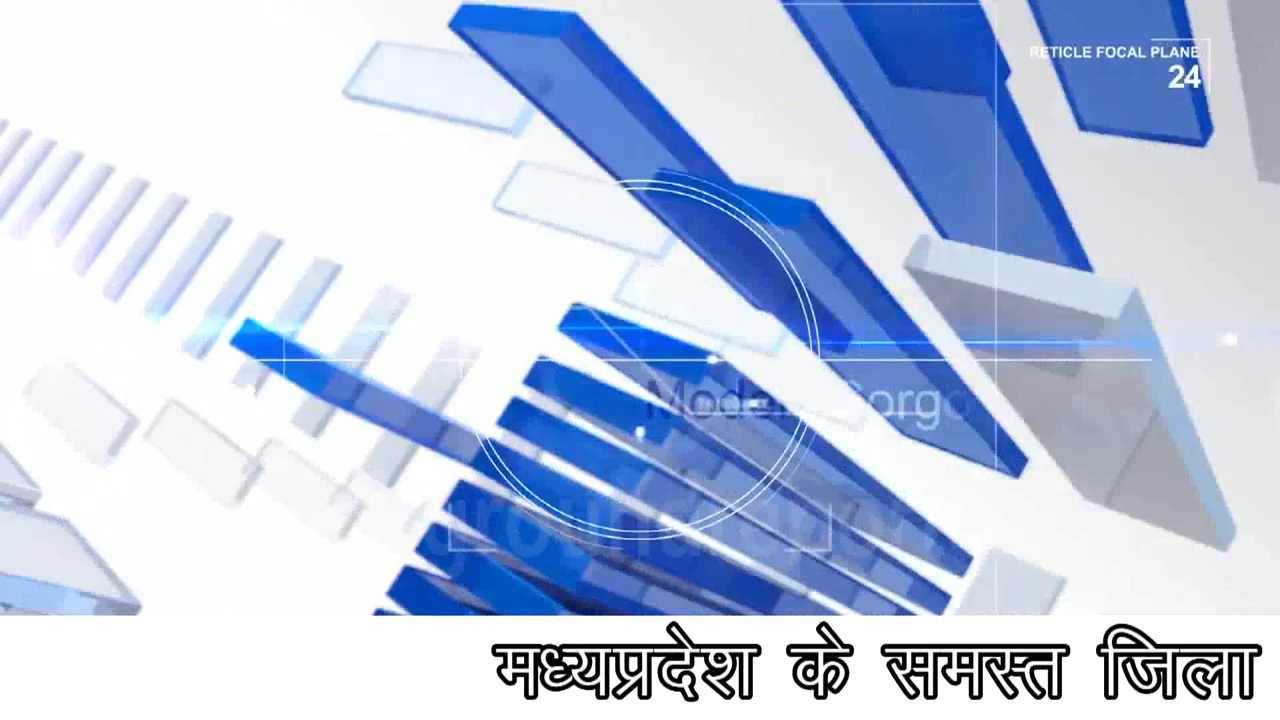 RETICLE FOCAL PLANE
24
मध्यप्रदेश के समस्त जिला